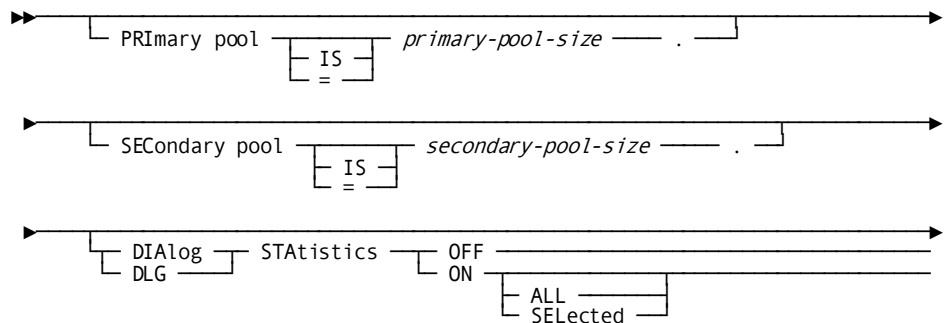 PRImary pool IS primary-pool-size .
=
SECondary pool IS secondary-pool-size .
=
DIAlog STAtistics OFF
DLG ON
ALL
SELected